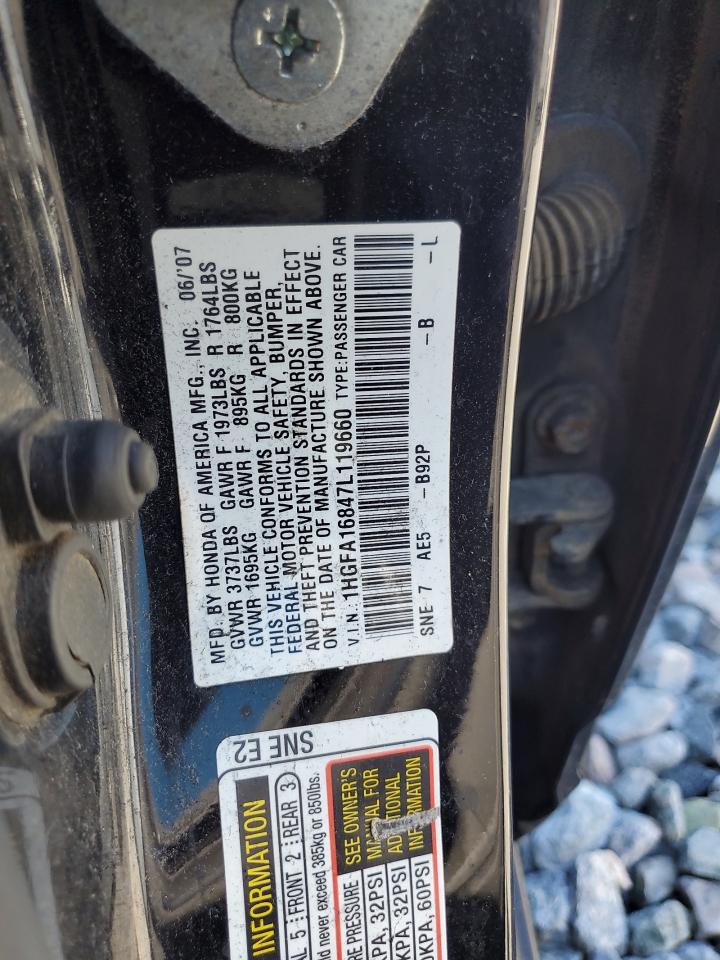 MFD. BY HONDA OF AMERICA MFG., INC. 06/'07
GVWR 3737LBS GAWR F 1973LBS R 1764LBS
GVWR 1695KG GAWR F 895KG R 800KG
THIS VEHICLE CONFORMS TO ALL APPLICABLE
FEDERAL MOTOR VEHICLE SAFETY, BUMPER,
AND THEFT PREVENTION STANDARDS IN EFFECT
ON THE DATE OF MANUFACTURE SHOWN ABOVE.
V.I.N.: 1HGFA16847L119660 TYPE:PASSENGER CAR
SNE- 7 AE5 -B92P -B -L
SNE E2
INFORMATION
5 FRONT 2 REAR 3
never exceed 385kg or 850lbs.
PRESSURE
32PSI
32PSI
60PSI
SEE OWNER'S
MANUAL FOR
ADDITIONAL
INFORMATION